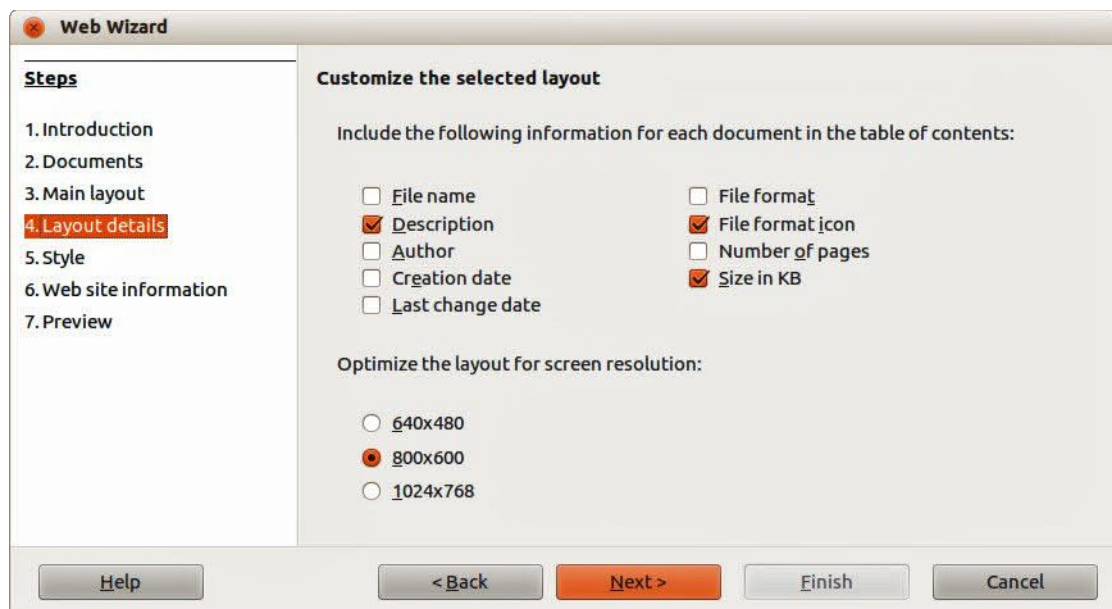 Web Wizard
Steps
1. Introduction
2. Documents
3. Main layout
4. Layout details
5. Style
6. Web site information
7. Preview
Customize the selected layout
Include the following information for each document in the table of contents:
File name
Description
Author
Creation date
Last change date
File format
File format icon
Number of pages
Size in KB
Optimize the layout for screen resolution:
640x480
800x600
1024x768
Help
< Back
Next >
Finish
Cancel